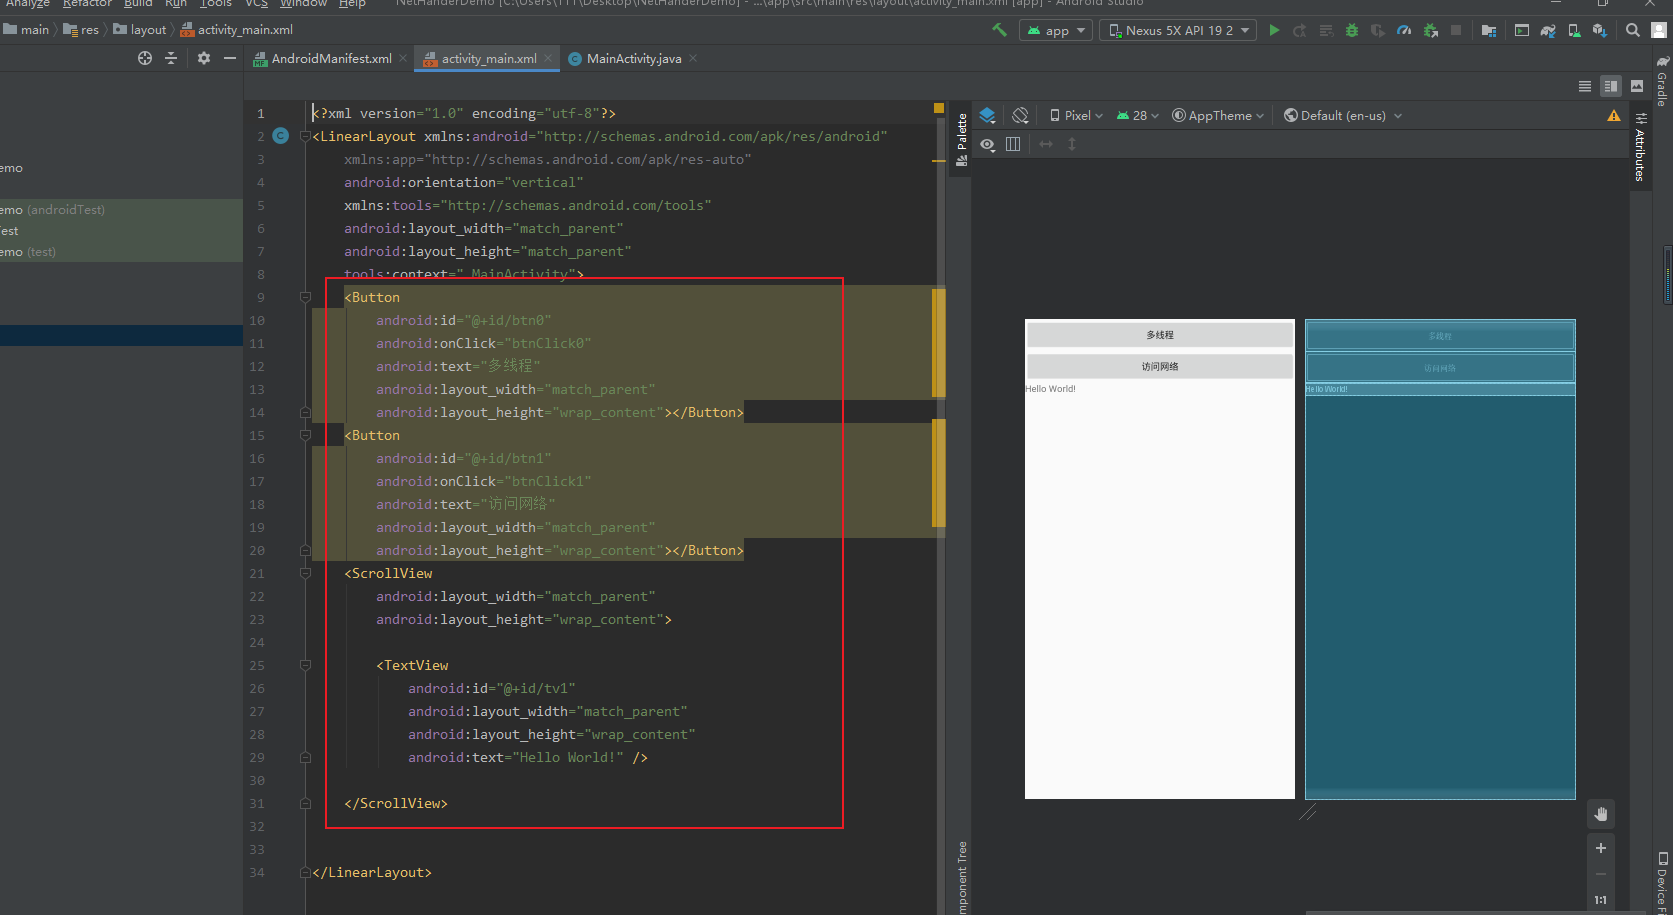 Analyze Refactor Build Run Tools VCS Window Help NetHanderDemo [C:\Users\111\Desktop\NetHanderDemo] - ...\app\src\main\res\layout\activity_main.xml [app] - Android Studio
main res layout activity_main.xml app Nexus 5X API 19 2
AndroidManifest.xml activity_main.xml MainActivity.java
Gradle
emo
emo (androidTest)
Test
emo (test)
1 <?xml version="1.0" encoding="utf-8"?>
2 <LinearLayout xmlns:android="http://schemas.android.com/apk/res/android"
3 xmlns:app="http://schemas.android.com/apk/res-auto"
4 android:orientation="vertical"
5 xmlns:tools="http://schemas.android.com/tools"
6 android:layout_width="match_parent"
7 android:layout_height="match_parent"
8 tools:context=".MainActivity">
9 <Button
10 android:id="@+id/btn0"
11 android:onClick="btnClick0"
12 android:text="多线程"
13 android:layout_width="match_parent"
14 android:layout_height="wrap_content"></Button>
15 <Button
16 android:id="@+id/btn1"
17 android:onClick="btnClick1"
18 android:text="访问网络"
19 android:layout_width="match_parent"
20 android:layout_height="wrap_content"></Button>
21 <ScrollView
22 android:layout_width="match_parent"
23 android:layout_height="wrap_content">
24
25 <TextView
26 android:id="@+id/tv1"
27 android:layout_width="match_parent"
28 android:layout_height="wrap_content"
29 android:text="Hello World!" />
30
31 </ScrollView>
32
33
34 </LinearLayout>
Palette
Pixel 28 AppTheme Default (en-us)
Attributes
多线程
访问网络
Hello World!
多线程
访问网络
Hello World!
mponent Tree
1:1
Device F